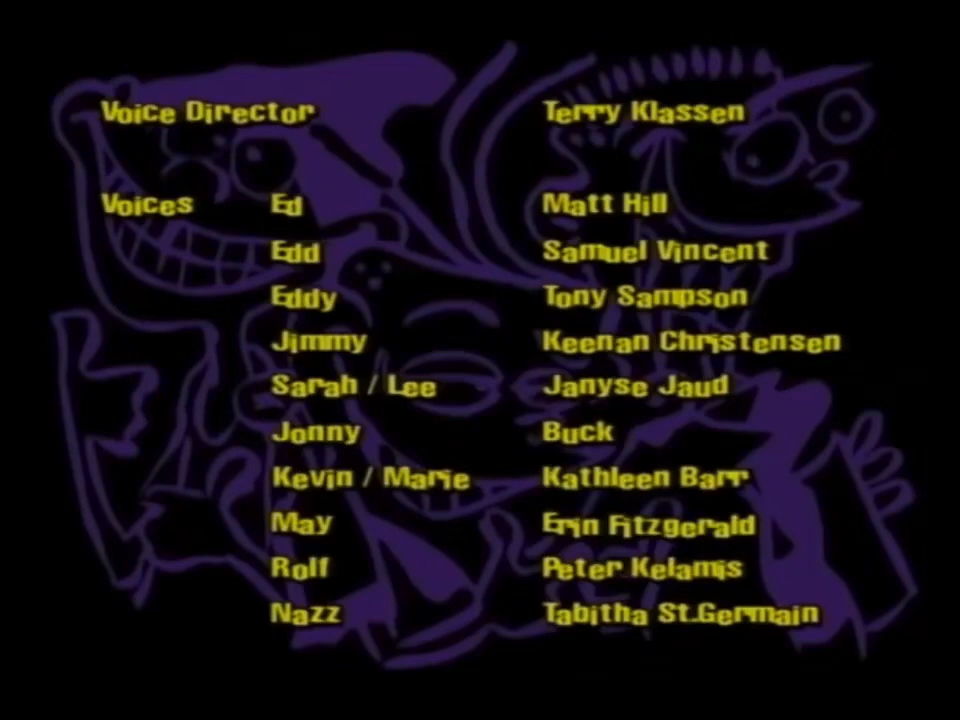 Voice Director Terry Klassen
Voices Ed Matt Hill
Edd Samuel Vincent
Eddy Tony Sampson
Jimmy Keenan Christensen
Sarah / Lee Janyse Jaud
Jonny Buck
Kevin / Marie Kathleen Barr
May Erin Fitzgerald
Rolf Peter Kelamis
Nazz Tabitha St.Germain